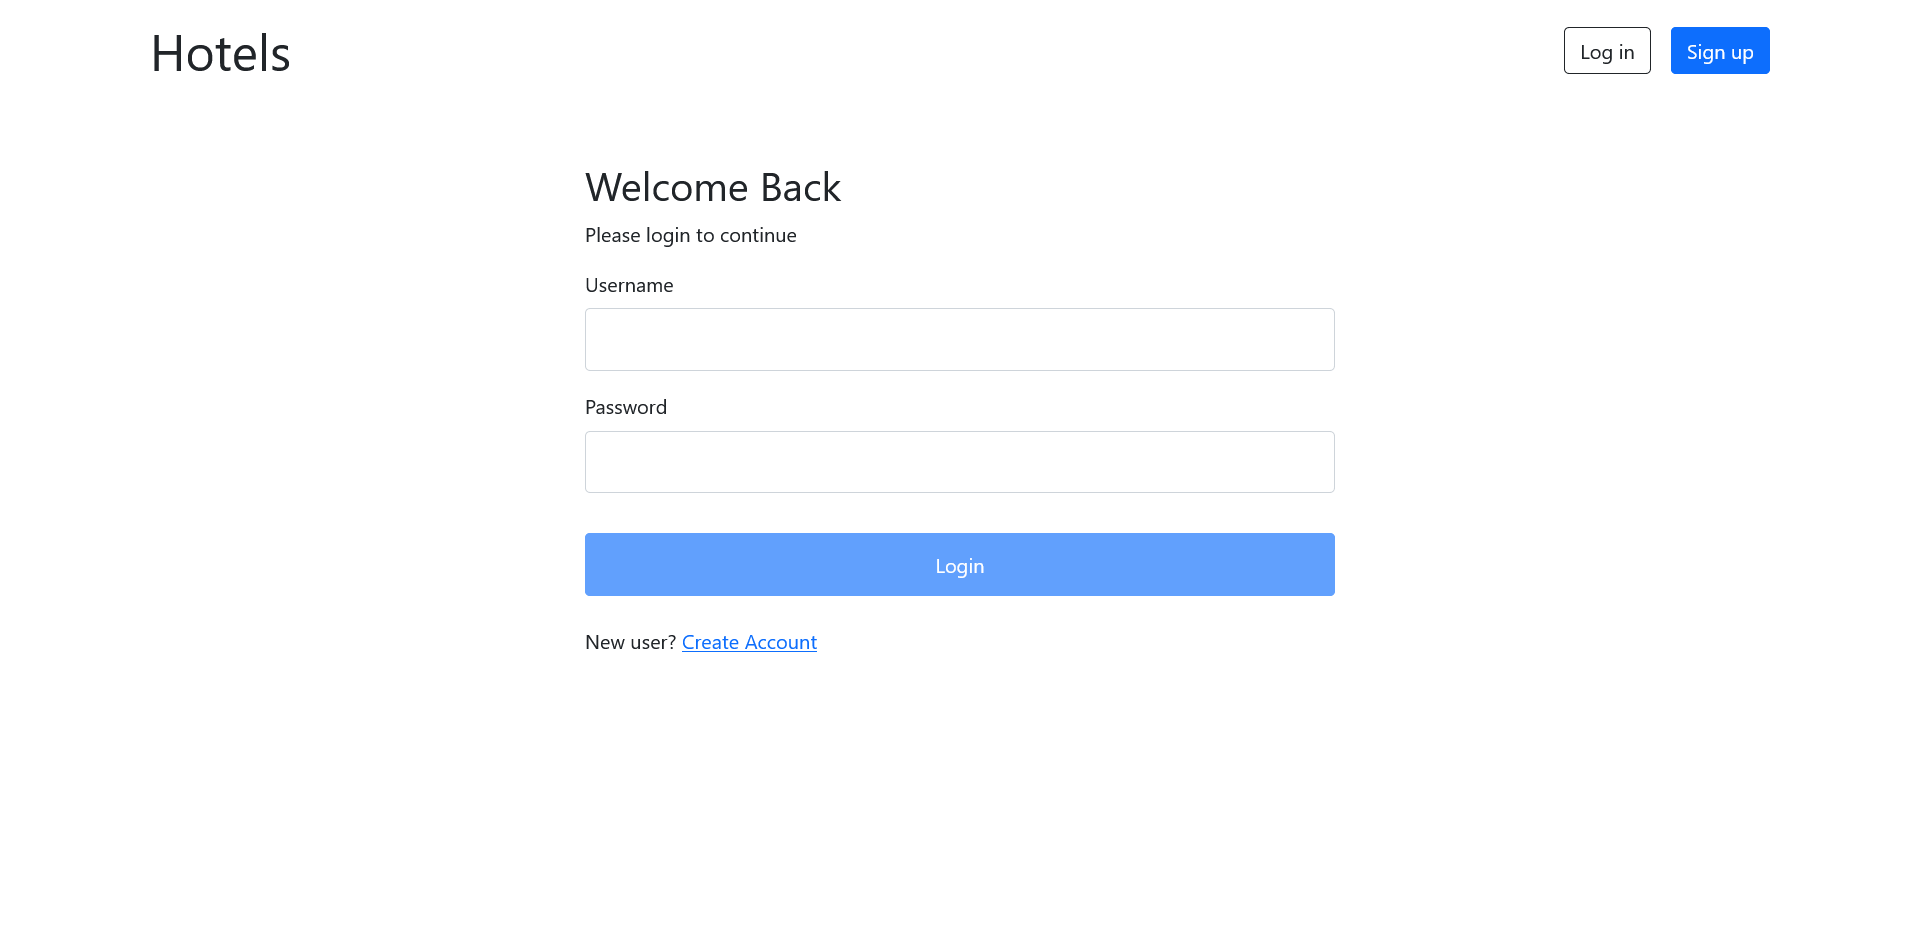 Hotels
Log in
Sign up
Welcome Back
Please login to continue
Username
Password
Login
New user? Create Account